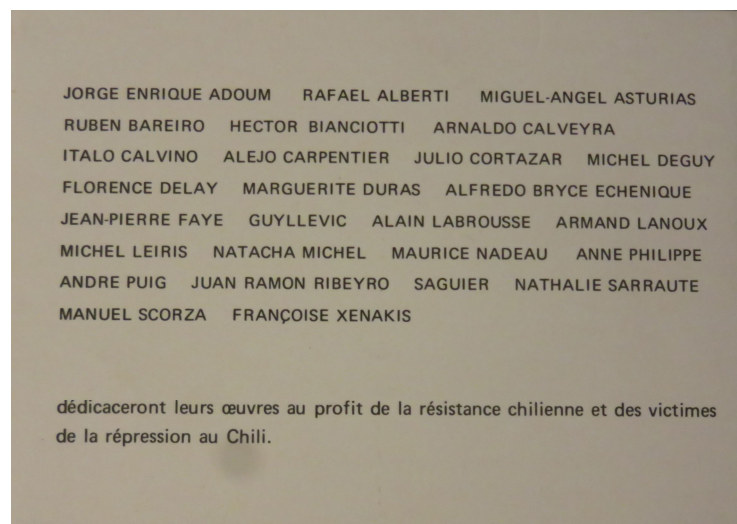 JORGE ENRIQUE ADOUM RAFAEL ALBERTI MIGUEL-ANGEL ASTURIAS
RUBEN BAREIRO HECTOR BIANCIOTTI ARNALDO CALVEYRA
ITALO CALVINO ALEJO CARPENTIER JULIO CORTAZAR MICHEL DEGUY
FLORENCE DELAY MARGUERITE DURAS ALFREDO BRYCE ECHENIQUE
JEAN-PIERRE FAYE GUYLLEVIC ALAIN LABROUSSE ARMAND LANOUX
MICHEL LEIRIS NATACHA MICHEL MAURICE NADEAU ANNE PHILIPPE
ANDRE PUIG JUAN RAMON RIBEYRO SAGUIER NATHALIE SARRAUTE
MANUEL SCORZA FRANÇOISE XENAKIS
dédicaceront leurs œuvres au profit de la résistance chilienne et des victimes
de la répression au Chili.